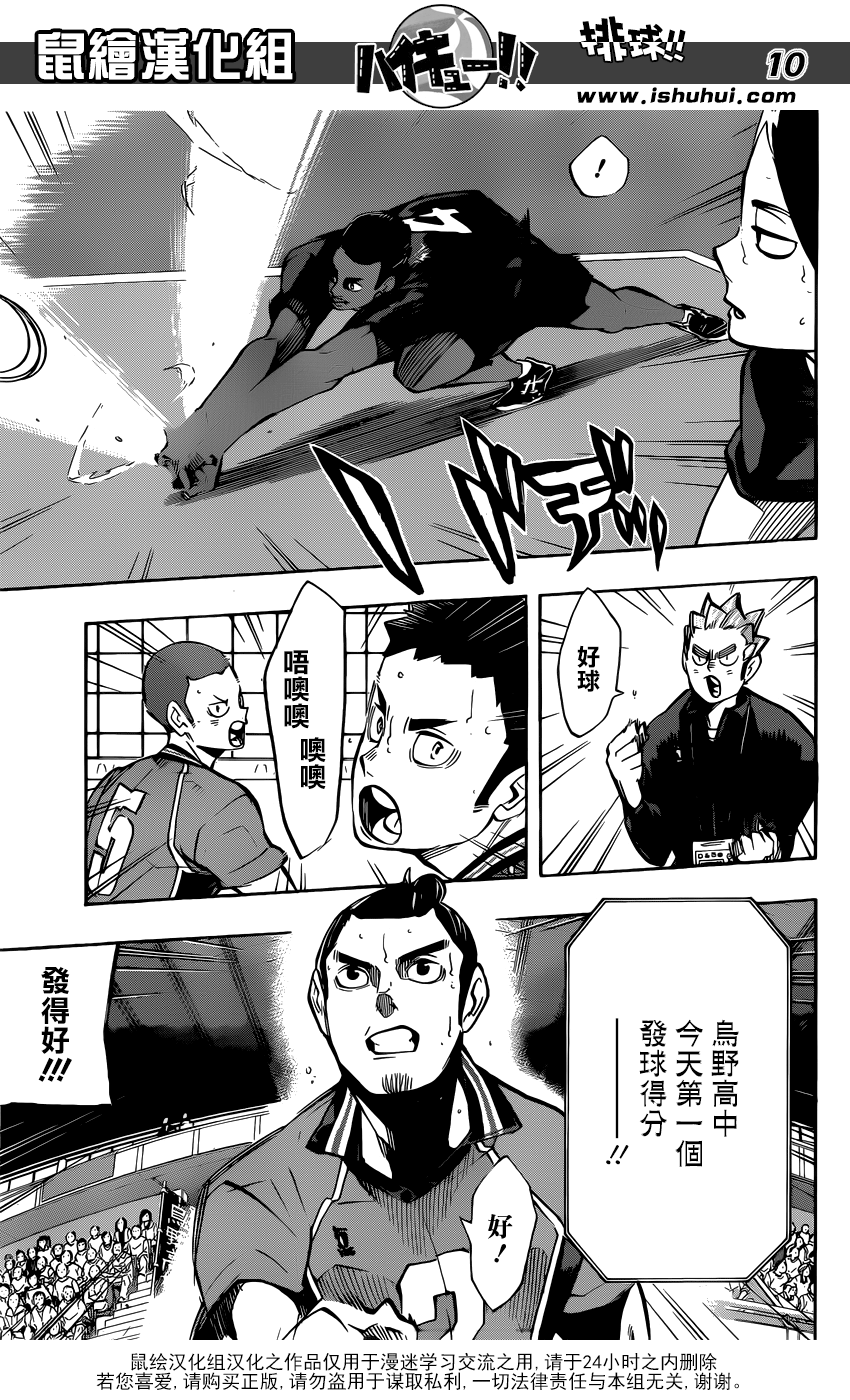 鼠繪漢化組
ハイキュー!!
排球!!
10
www.ishuhui.com
!
4
ドッ
好球
唔噢噢
噢噢
5
烏野高中
今天第一個
發球得分
——!!
發得好!!!
好!
鼠绘汉化组汉化之作品仅用于漫迷学习交流之用, 请于24小时之内删除
若您喜爱, 请购买正版, 请勿盗用于谋取私利, 一切法律责任与本组无关, 谢谢。